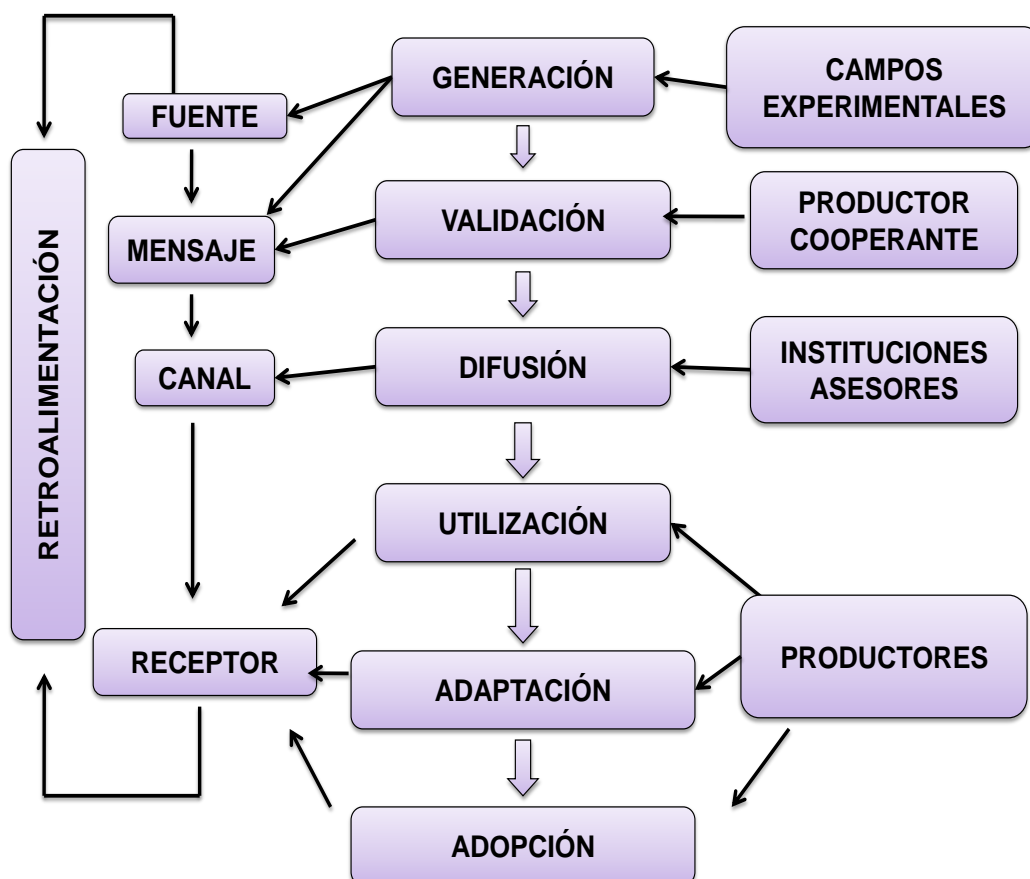 GENERACIÓN
CAMPOS
EXPERIMENTALES
FUENTE
RETROALIMENTACIÓN
VALIDACIÓN
PRODUCTOR
COOPERANTE
MENSAJE
DIFUSIÓN
INSTITUCIONES
ASESORES
CANAL
UTILIZACIÓN
RECEPTOR
ADAPTACIÓN
PRODUCTORES
ADOPCIÓN